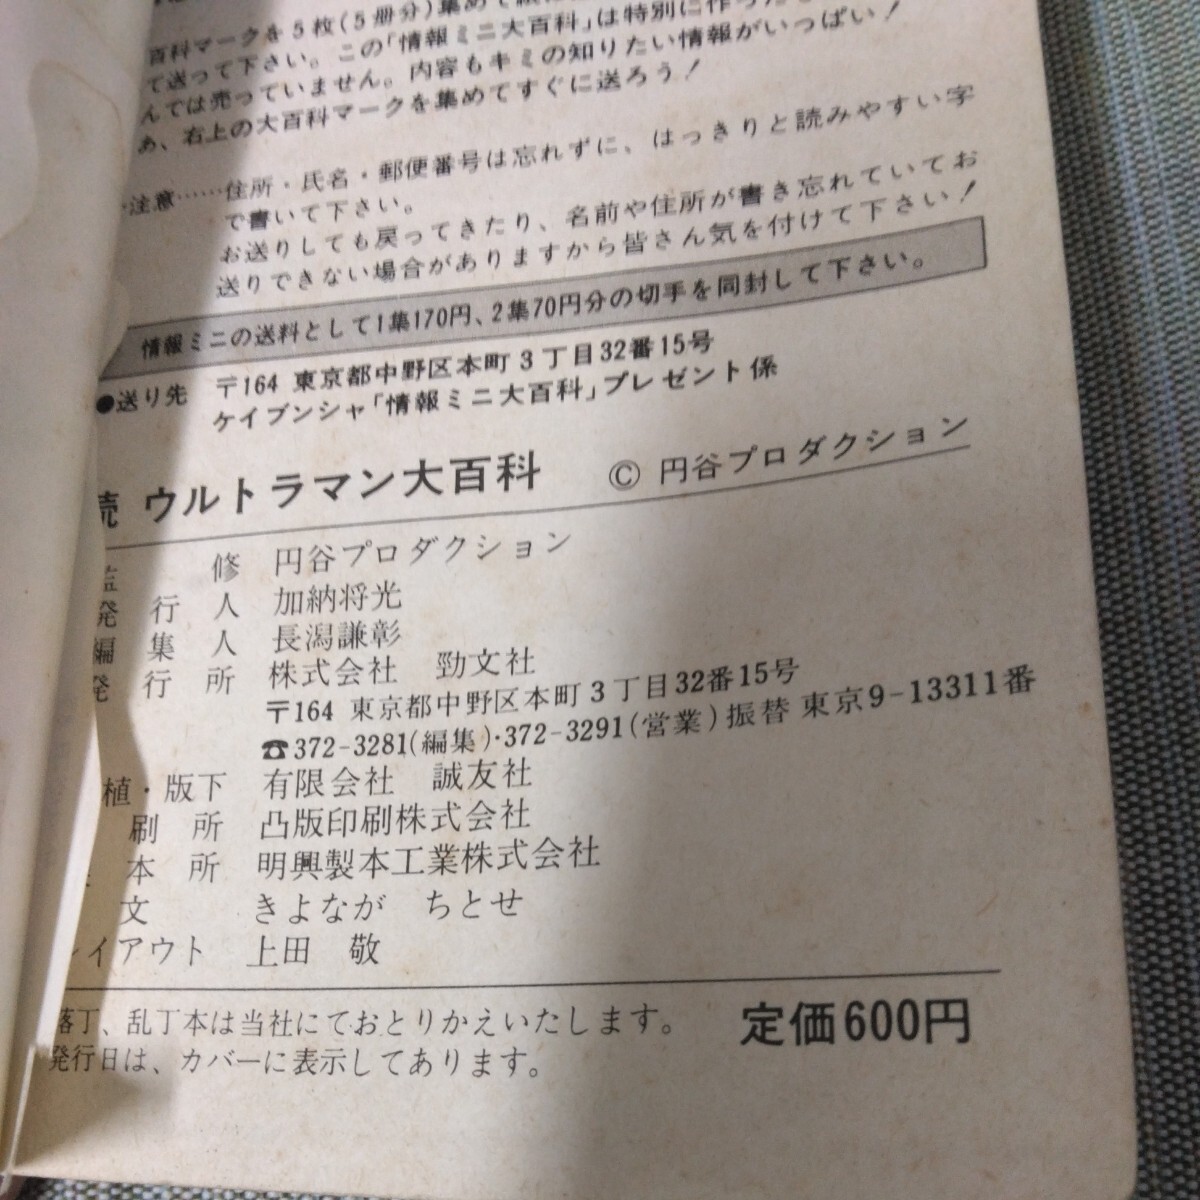 百科マークを5枚(5冊分)集めて
て送って下さい。この「情報ミニ大百科」は特別に作った
んでは売っていません。内容もキミの知りたい情報がいっぱい!
あ、右上の大百科マークを集めてすぐに送ろう!
注意……住所・氏名・郵便番号は忘れずに、はっきりと読みやすい字
で書いて下さい。
お送りしても戻ってきたり、名前や住所が書き忘れていてお
送りできない場合がありますから皆さん気を付けて下さい!
情報ミニの送料として1集170円、2集70円分の切手を同封して下さい。
●送り先 〒164 東京都中野区本町3丁目32番15号
ケイブンシャ「情報ミニ大百科」プレゼント係
続 ウルトラマン大百科 © 円谷プロダクション
監修 円谷プロダクション
発行人 加納将光
編集人 長潟謙彰
発行所 株式会社 勁文社
〒164 東京都中野区本町3丁目32番15号
☎372-3281(編集)・372-3291(営業)振替 東京9-13311番
植・版下 有限会社 誠友社
刷所 凸版印刷株式会社
本所 明興製本工業株式会社
文 きよなが ちとせ
レイアウト 上田 敬
落丁、乱丁本は当社にておとりかえいたします。
発行日は、カバーに表示してあります。
定価600円